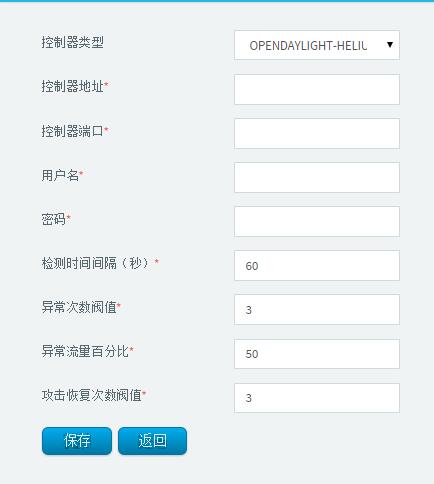 控制器类型 OPENDAYLIGHT-HELIU
控制器地址*
控制器端口*
用户名*
密码*
检测时间间隔（秒）* 60
异常次数阀值* 3
异常流量百分比* 50
攻击恢复次数阀值* 3
保存 返回